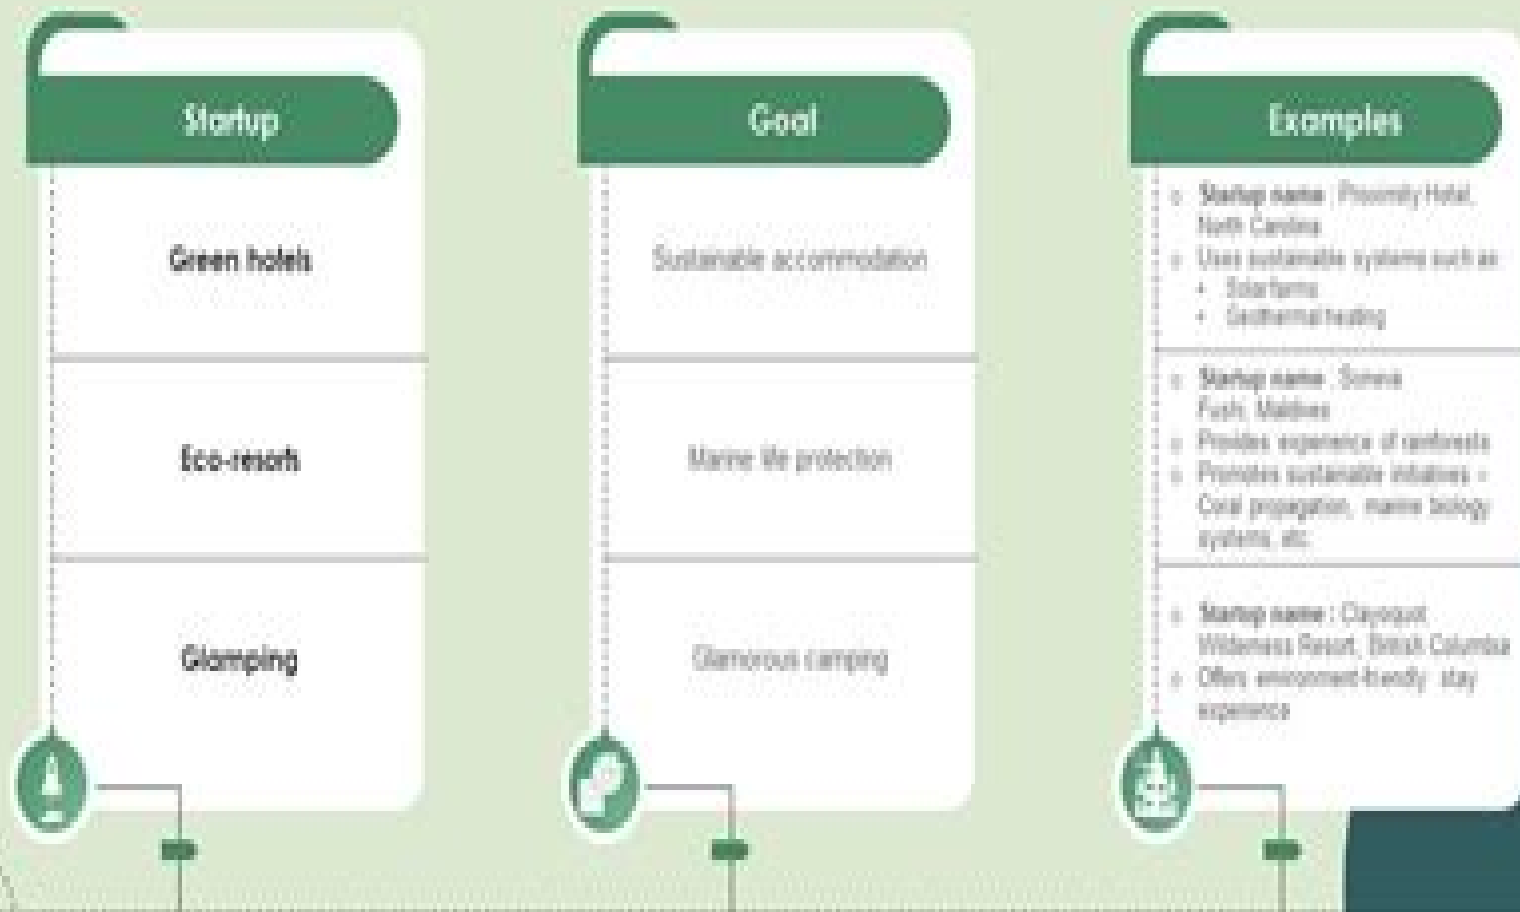 Startup
Green hotels
Eco-resorts
Glamping
Goal
Sustainable accommodation
Marine life protection
Glamorous camping
Examples
Startup name : Proximity Hotel,
North Carolina
Uses sustainable systems such as
Solar farms
Geothermal heating
Startup name : Soneva
Fushi, Maldives
Provides experience of rainforests
Promotes sustainable initiatives –
Coral propagation, marine biology
systems, etc.
Startup name : Clayoquot
Wilderness Resort, British Columbia
Offers environment-friendly stay
experience